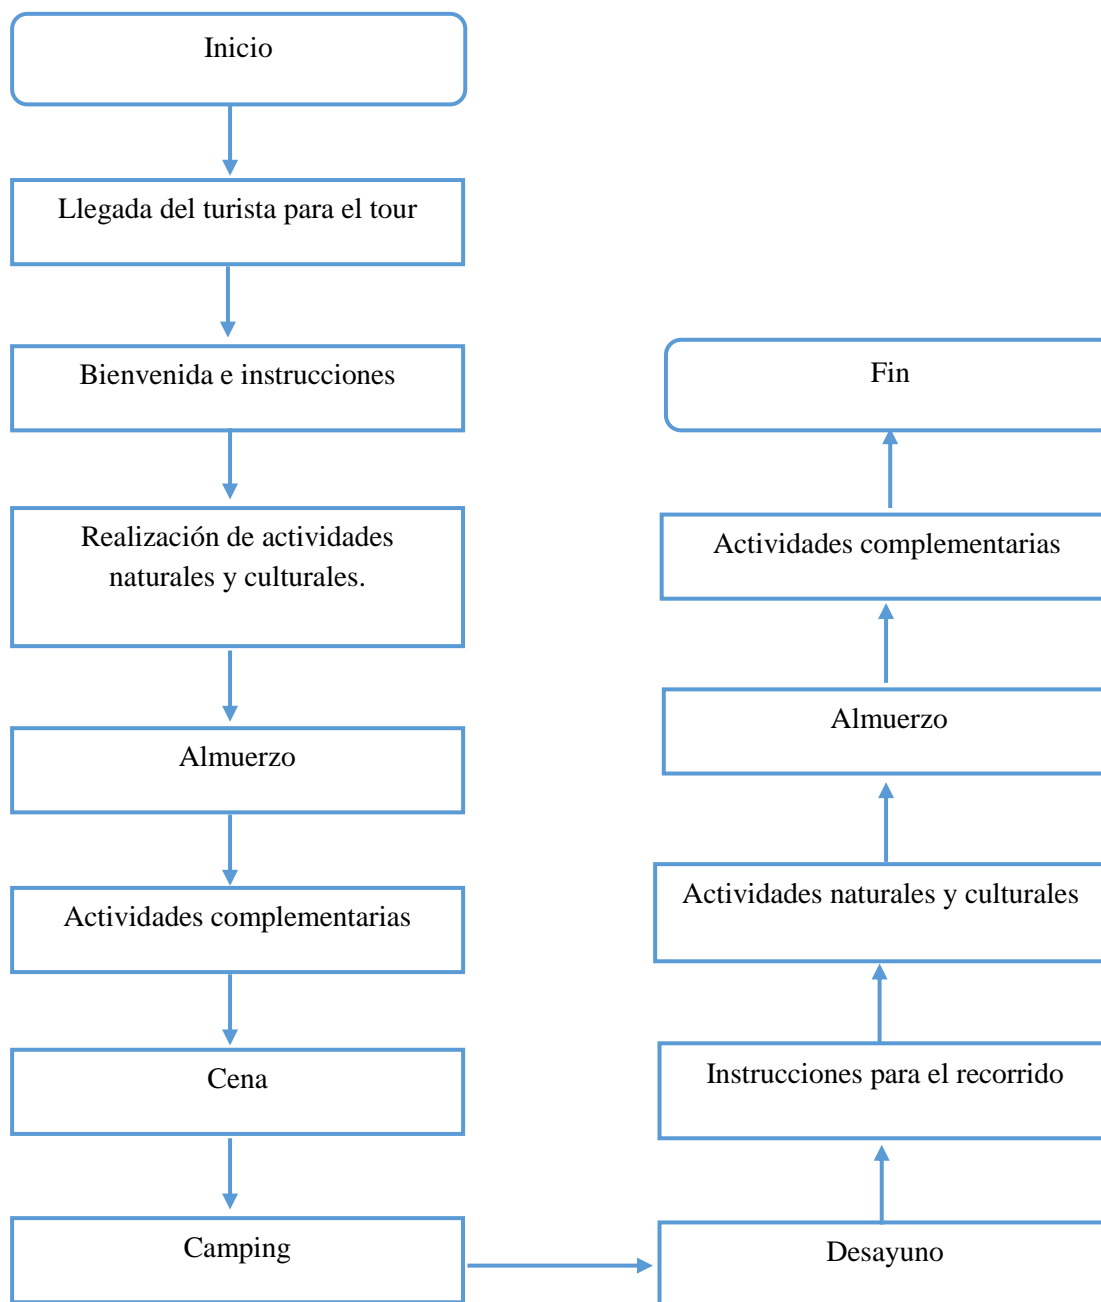 Inicio
Llegada del turista para el tour
Bienvenida e instrucciones
Realización de actividades
naturales y culturales.
Almuerzo
Actividades complementarias
Cena
Camping
Desayuno
Instrucciones para el recorrido
Actividades naturales y culturales
Almuerzo
Actividades complementarias
Fin